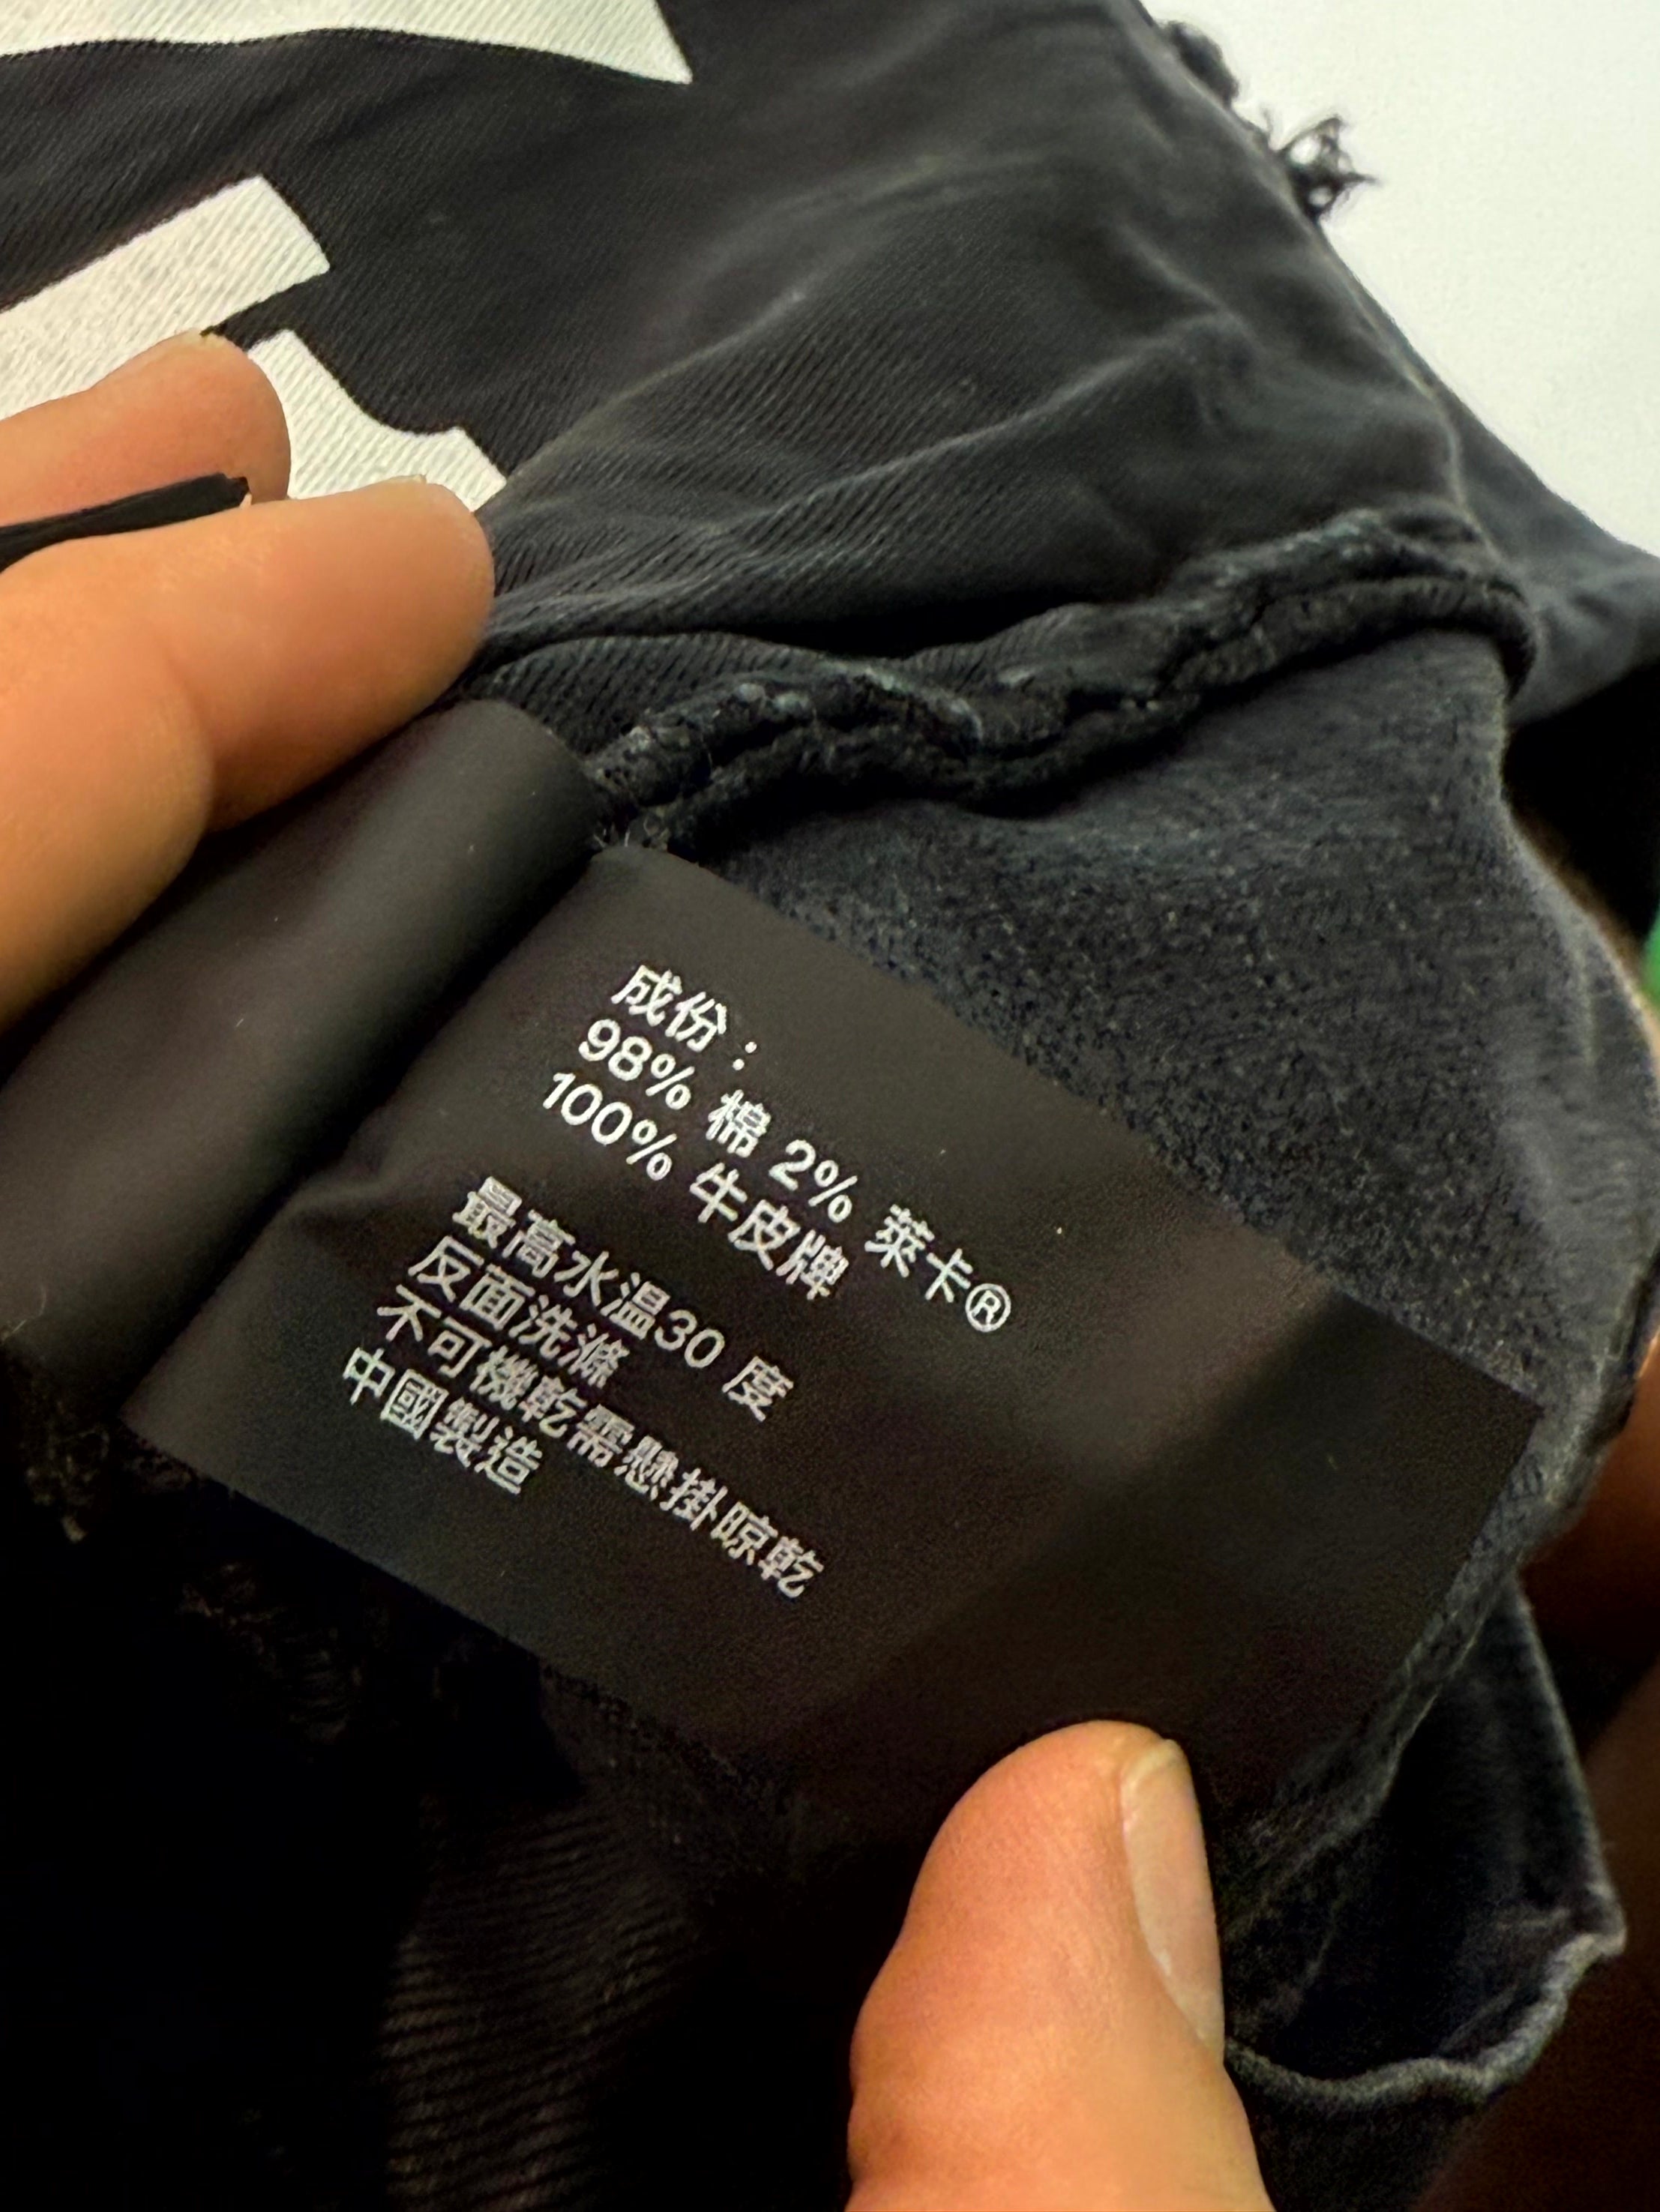 成份：
98% 棉 2% 萊卡®
100% 牛皮牌
最高水温30 度
反面洗滌
不可機乾需懸掛晾乾
中國製造